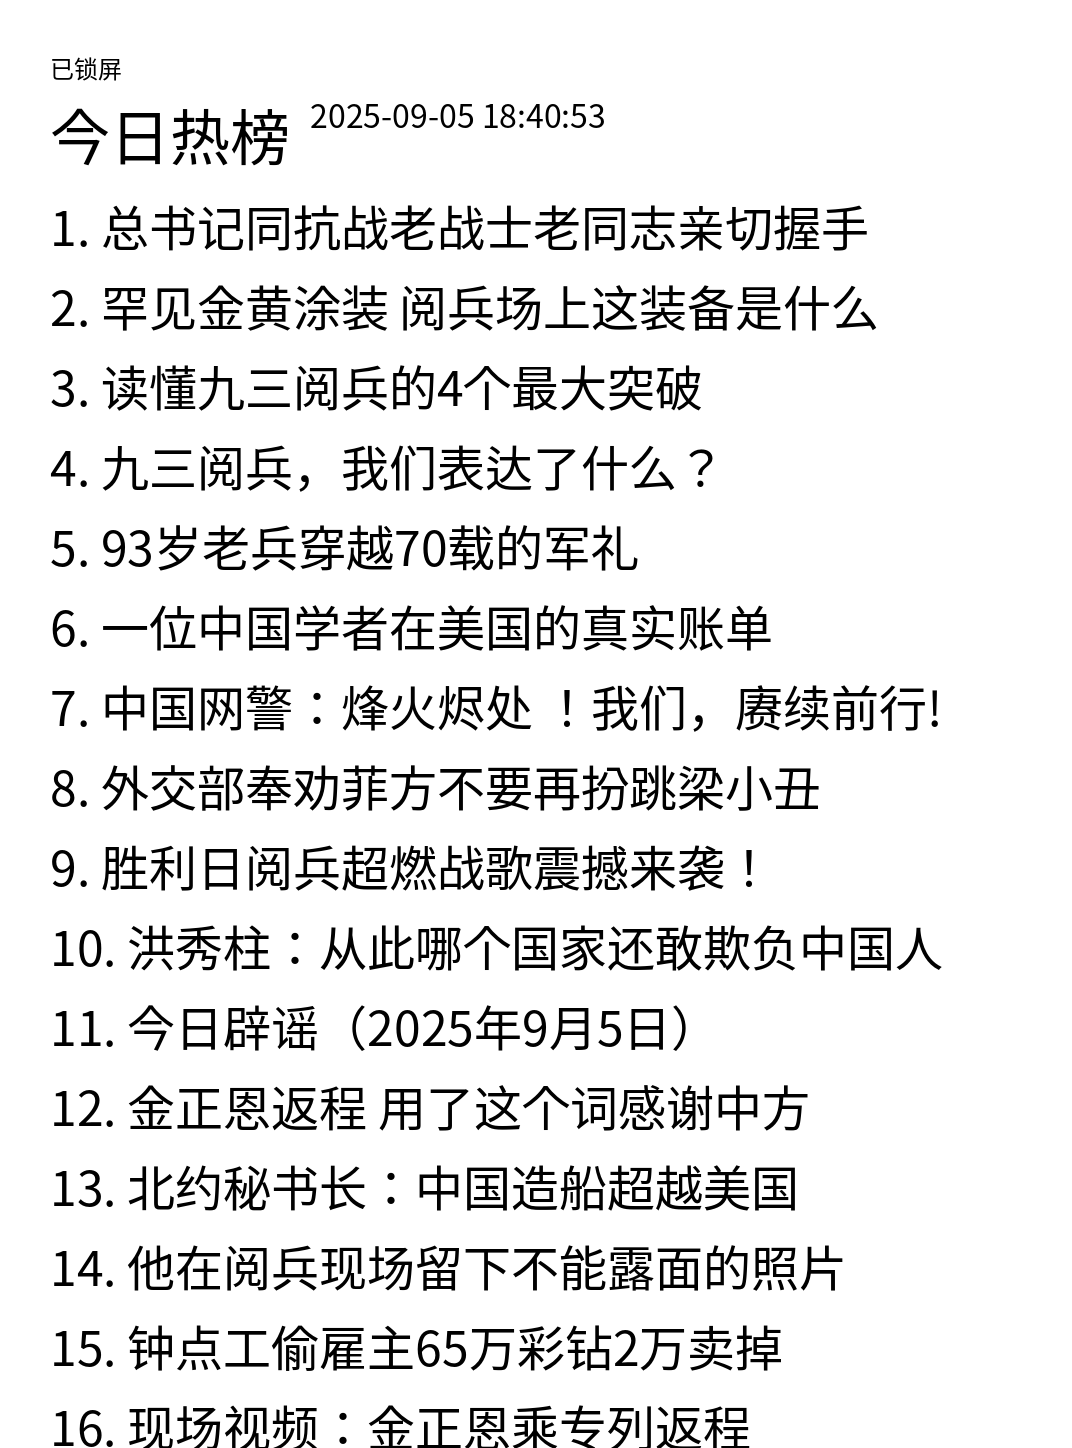 已锁屏
今日热榜 2025-09-05 18:40:53
1. 总书记同抗战老战士老同志亲切握手
2. 罕见金黄涂装 阅兵场上这装备是什么
3. 读懂九三阅兵的4个最大突破
4. 九三阅兵，我们表达了什么？
5. 93岁老兵穿越70载的军礼
6. 一位中国学者在美国的真实账单
7. 中国网警：烽火烬处 ！我们，赓续前行!
8. 外交部奉劝菲方不要再扮跳梁小丑
9. 胜利日阅兵超燃战歌震撼来袭！
10. 洪秀柱：从此哪个国家还敢欺负中国人
11. 今日辟谣（2025年9月5日）
12. 金正恩返程 用了这个词感谢中方
13. 北约秘书长：中国造船超越美国
14. 他在阅兵现场留下不能露面的照片
15. 钟点工偷雇主65万彩钻2万卖掉
16. 现场视频：金正恩乘专列返程